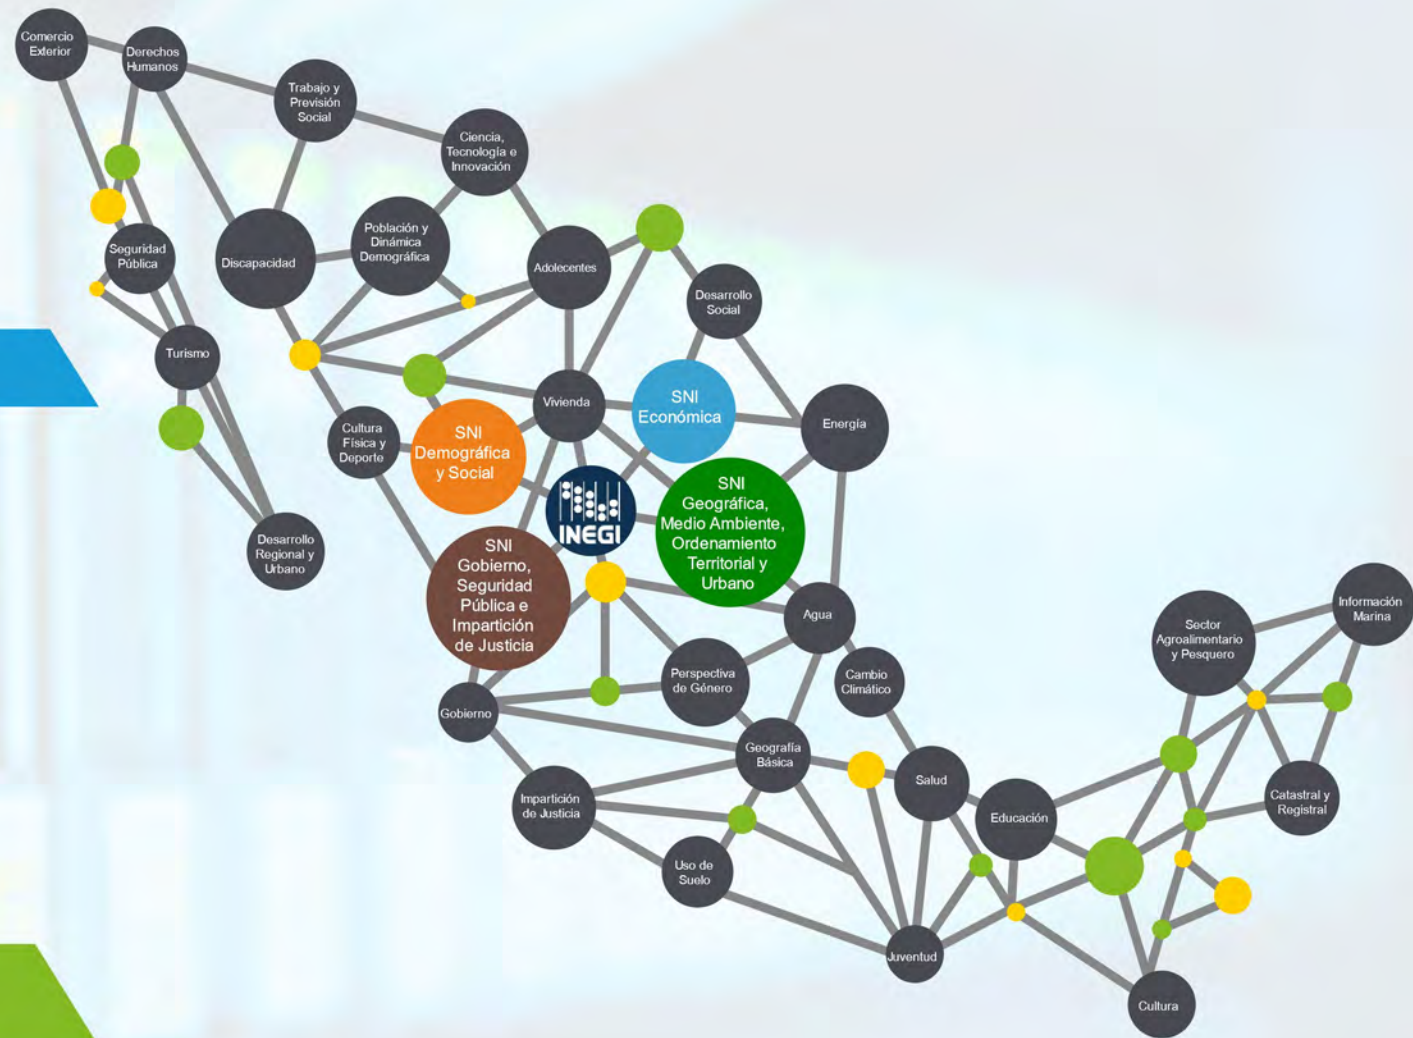 Comercio
Exterior
Derechos
Humanos
Trabajo y
Previsión
Social
Ciencia,
Tecnología e
Innovación
Seguridad
Pública
Discapacidad
Población y
Dinámica
Demográfica
Adolecentes
Desarrollo
Social
Turismo
Vivienda
SNI
Económica
Energía
Cultura
Física y
Deporte
SNI
Demográfica
y Social
INEGI
SNI
Geográfica,
Medio Ambiente,
Ordenamiento
Territorial y
Urbano
Desarrollo
Regional y
Urbano
SNI
Gobierno,
Seguridad
Pública e
Impartición
de Justicia
Agua
Sector
Agroalimentario
y Pesquero
Información
Marina
Perspectiva
de Género
Cambio
Climático
Gobierno
Geografía
Básica
Salud
Impartición
de Justicia
Educación
Catastral y
Registral
Uso de
Suelo
Juventud
Cultura